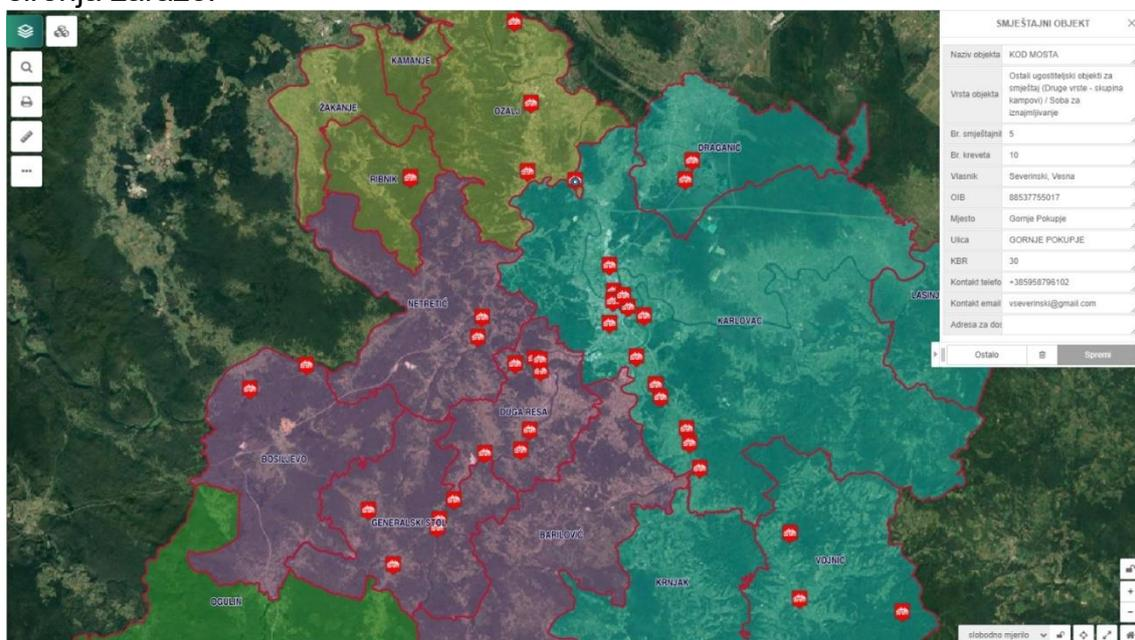 SMJEŠTAJNI OBJEKT
Naziv objekta KOD MOSTA
Vrsta objekta
Ostali ugostiteljski objekti za
smještaj (Druge vrste - skupina
kampovi) / Soba za
iznajmljivanje
Br. smještajnil 5
Br. kreveta 10
Vlasnik Severinski, Vesna
OIB 88537755017
Mjesto Gornje Pokupje
Ulica GORNJE POKUPJE
KBR 30
Kontakt telefo +385958796102
Kontakt email vseverinski@gmail.com
Adresa za dos
Ostalo Spremi
KAMANJE
ŽAKANJE
OZALJ
DRAGANIĆ
RIBNIK
NETRETIĆ
LASINJ
KARLOVAC
DUGA RESA
BOSILJEVO
GENERALSKI STOL
BARILOVIĆ
VOJNIĆ
KRNJAK
OGULIN
slobodno mjerilo